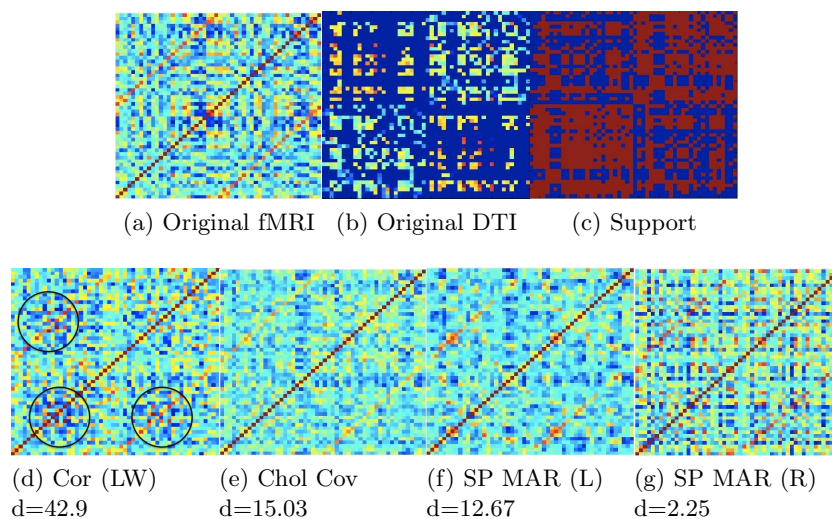 (a) Original fMRI (b) Original DTI (c) Support
(d) Cor (LW) (e) Chol Cov (f) SP MAR (L) (g) SP MAR (R)
d=42.9 d=15.03 d=12.67 d=2.25